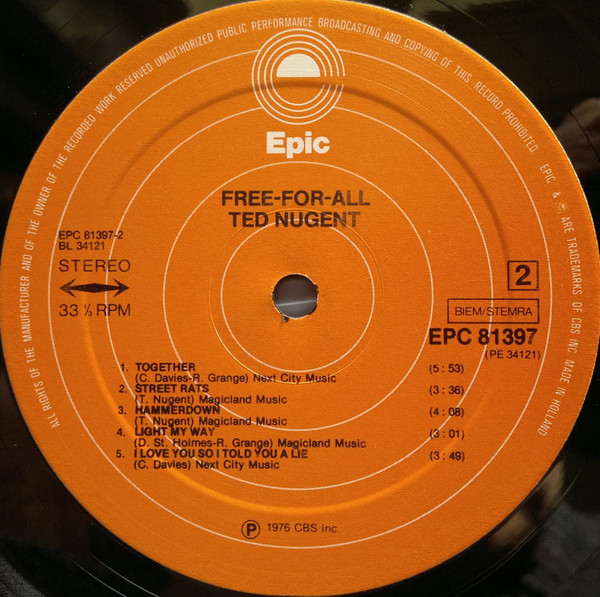 ALL RIGHTS OF THE MANUFACTURER AND OF THE OWNER OF THE RECORDED WORK RESERVED UNAUTHORIZED PUBLIC PERFORMANCE BROADCASTING AND COPYING OF THIS RECORD PROHIBITED EPIC & ARE TRADEMARKS OF CBS INC. MADE IN HOLLAND
Epic
FREE-FOR-ALL
TED NUGENT
EPC 81397-2
BL 34121
STEREO
33 ⅓ RPM
2
BIEM/STEMRA
EPC 81397
(PE 34121)
1. TOGETHER (5 : 53)
(C. Davies-R. Grange) Next City Music
2. STREET RATS (3 : 36)
(T. Nugent) Magicland Music
3. HAMMERDOWN (4 : 08)
(T. Nugent) Magicland Music
4. LIGHT MY WAY (3 : 01)
(D. St. Holmes-R. Grange) Magicland Music
5. I LOVE YOU SO I TOLD YOU A LIE (3 : 49)
(C. Davies) Next City Music
℗ 1976 CBS Inc.